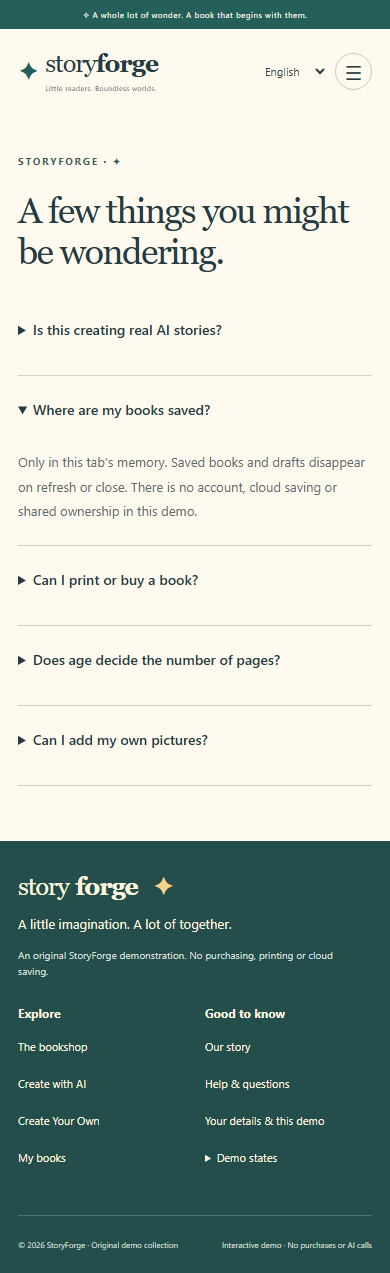 ✧ A whole lot of wonder. A book that begins with them.
storyforge
Little readers. Boundless worlds.
English
STORYFORGE · ✦
A few things you might
be wondering.
Is this creating real AI stories?
Where are my books saved?
Only in this tab's memory. Saved books and drafts disappear
on refresh or close. There is no account, cloud saving or
shared ownership in this demo.
Can I print or buy a book?
Does age decide the number of pages?
Can I add my own pictures?
story forge
A little imagination. A lot of together.
An original StoryForge demonstration. No purchasing, printing or cloud
saving.
Explore
The bookshop
Create with AI
Create Your Own
My books
Good to know
Our story
Help & questions
Your details & this demo
Demo states
© 2026 StoryForge · Original demo collection
Interactive demo · No purchases or AI calls